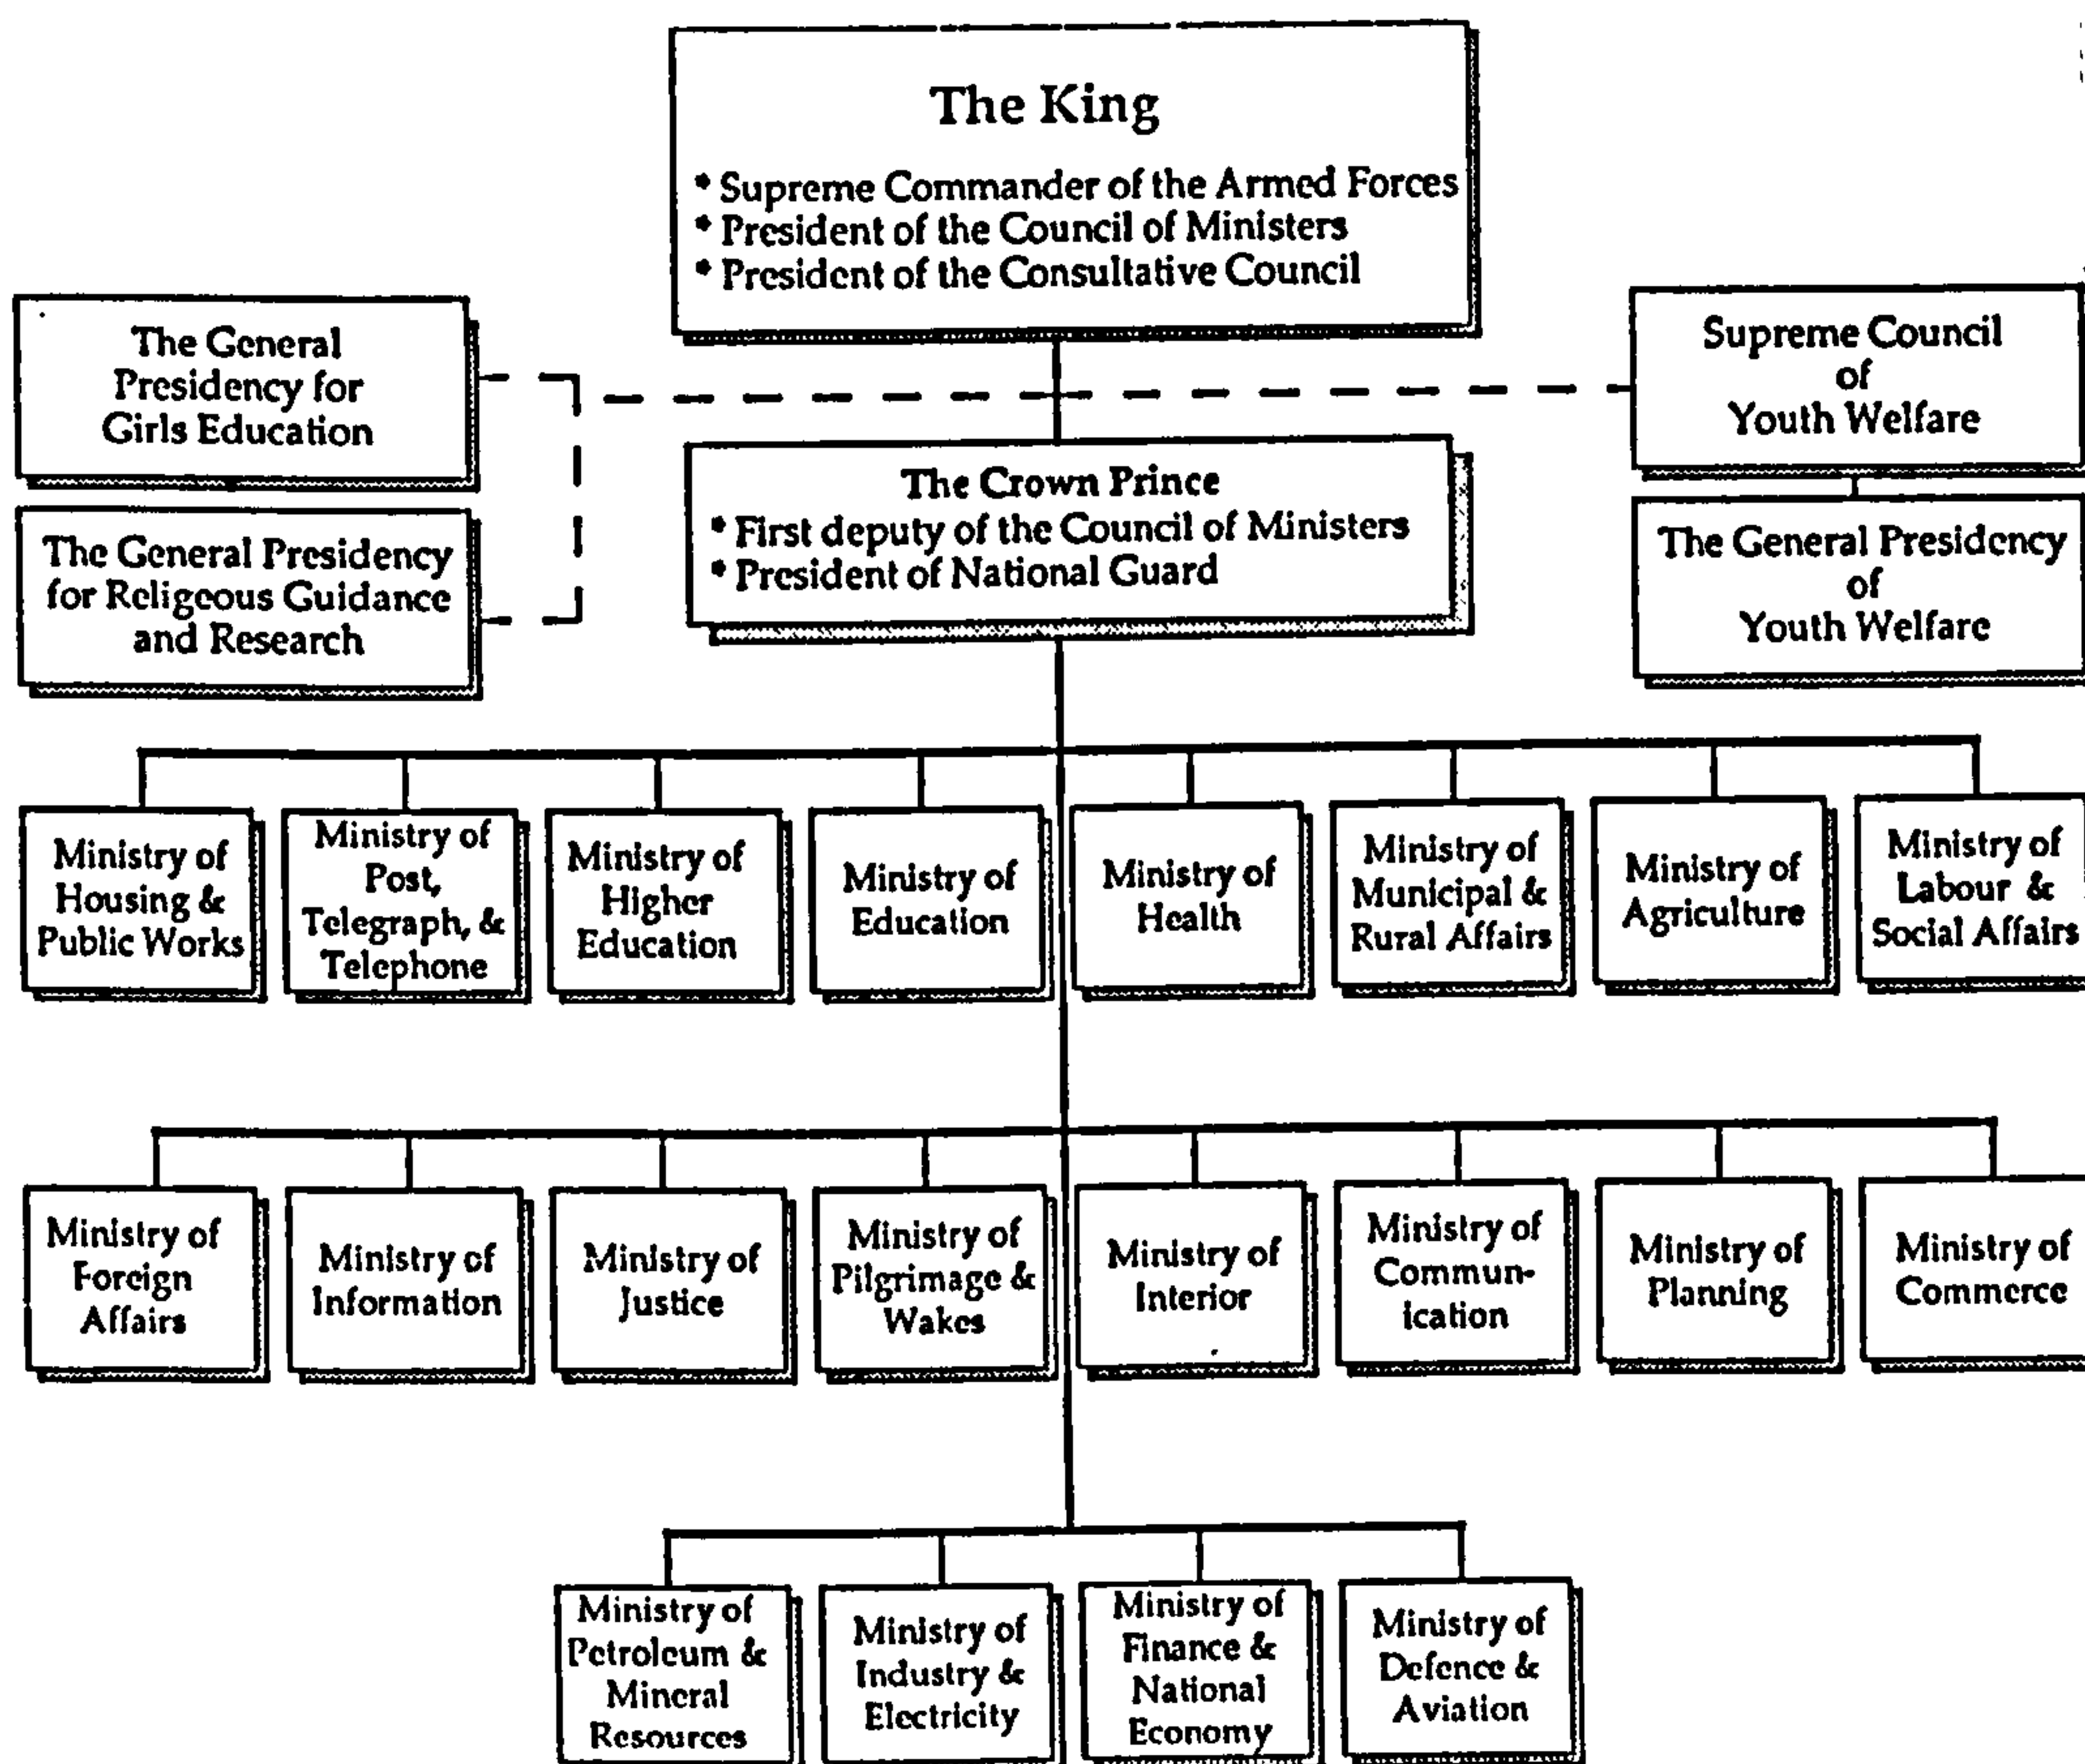 The King
* Supreme Commander of the Armed Forces
* President of the Council of Ministers
* President of the Consultative Council
The General
Presidency for
Girls Education
Supreme Council
of
Youth Welfare
The Crown Prince
* First deputy of the Council of Ministers
* President of National Guard
The General Presidency
for Religeous Guidance
and Research
The General Presidency
of
Youth Welfare
Ministry of
Housing &
Public Works
Ministry of
Post,
Telegraph, &
Telephone
Ministry of
Higher
Education
Ministry of
Education
Ministry of
Health
Ministry of
Municipal &
Rural Affairs
Ministry of
Agriculture
Ministry of
Labour &
Social Affairs
Ministry of
Foreign
Affairs
Ministry of
Information
Ministry of
Justice
Ministry of
Pilgrimage &
Wakes
Ministry of
Interior
Ministry of
Commun-
ication
Ministry of
Planning
Ministry of
Commerce
Ministry of
Petroleum &
Mineral
Resources
Ministry of
Industry &
Electricity
Ministry of
Finance &
National
Economy
Ministry of
Defence &
Aviation